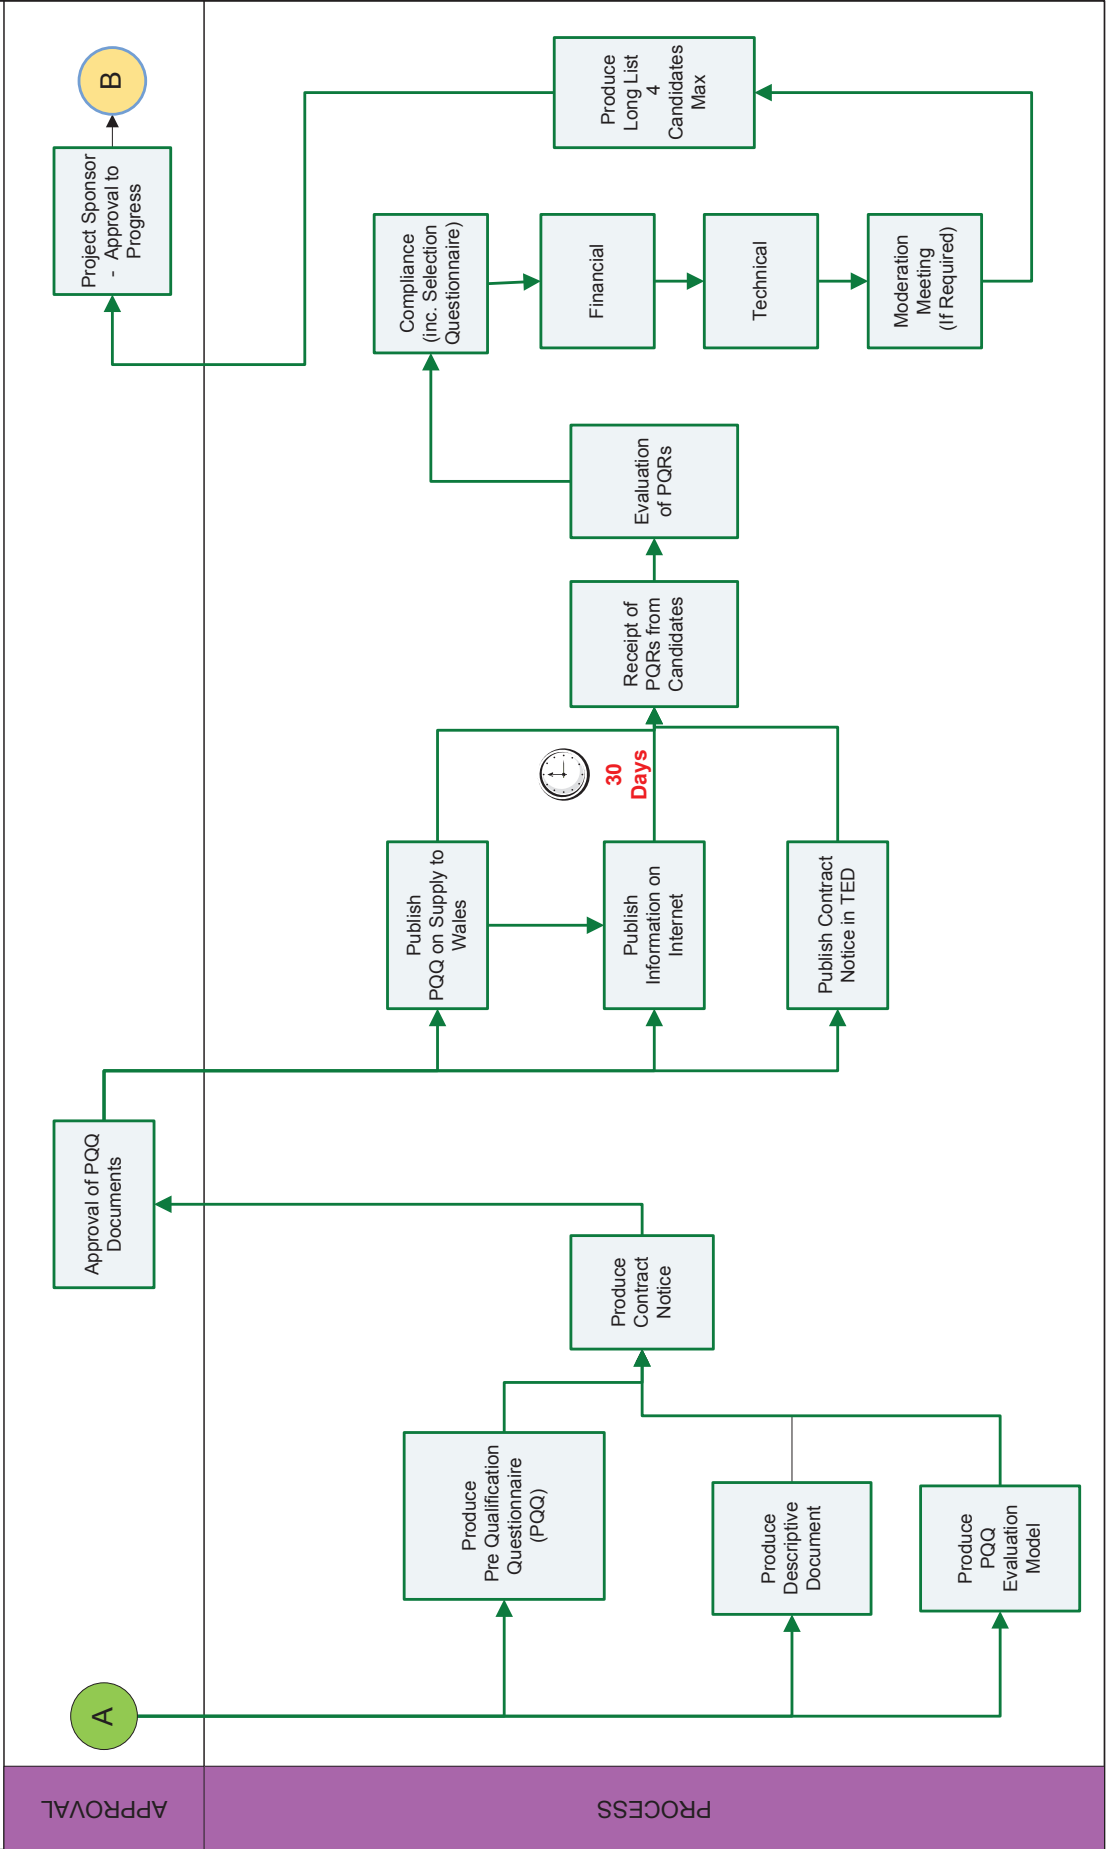 APPROVAL
PROCESS
A
Produce
Pre Qualification
Questionnaire
(PQQ)
Produce
Descriptive
Document
Produce
PQQ
Evaluation
Model
Produce
Contract
Notice
Approval of PQQ
Documents
Publish
PQQ on Supply to
Wales
Publish
Information on
Internet
Publish Contract
Notice in TED
30
Days
Receipt of
PQRs from
Candidates
Evaluation
of PQRs
Compliance
(inc. Selection
Questionnaire)
Financial
Technical
Moderation
Meeting
(If Required)
Produce
Long List
4
Candidates
Max
Project Sponsor
- Approval to
Progress
B